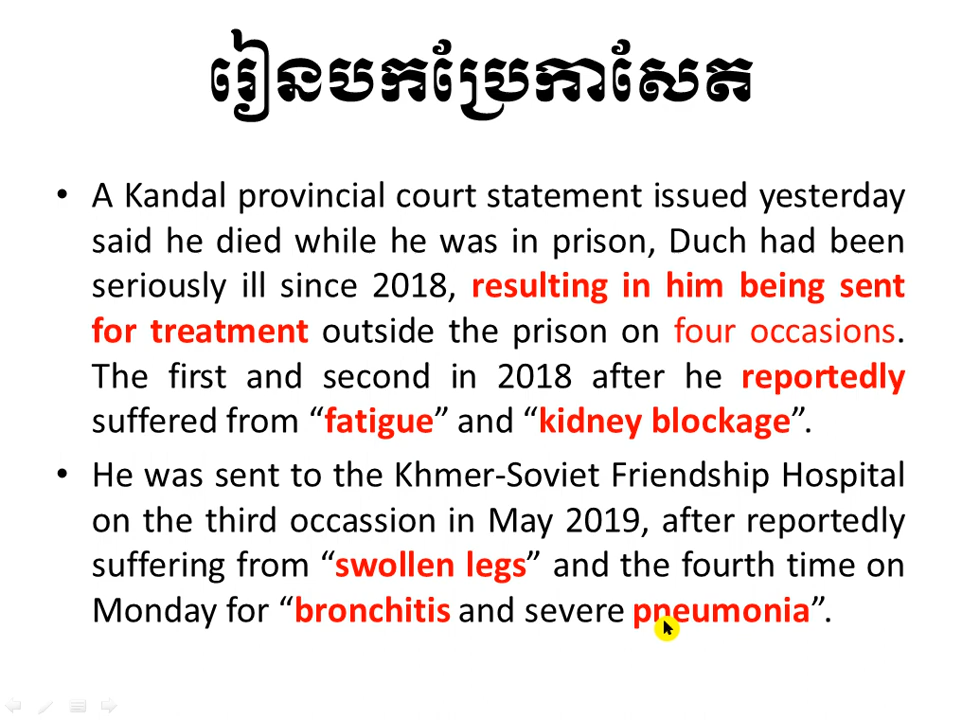 រៀនបកប្រែកាសែត
• A Kandal provincial court statement issued yesterday
said he died while he was in prison, Duch had been
seriously ill since 2018, resulting in him being sent
for treatment outside the prison on four occasions.
The first and second in 2018 after he reportedly
suffered from “fatigue” and “kidney blockage”.
• He was sent to the Khmer-Soviet Friendship Hospital
on the third occassion in May 2019, after reportedly
suffering from “swollen legs” and the fourth time on
Monday for “bronchitis and severe pneumonia”.